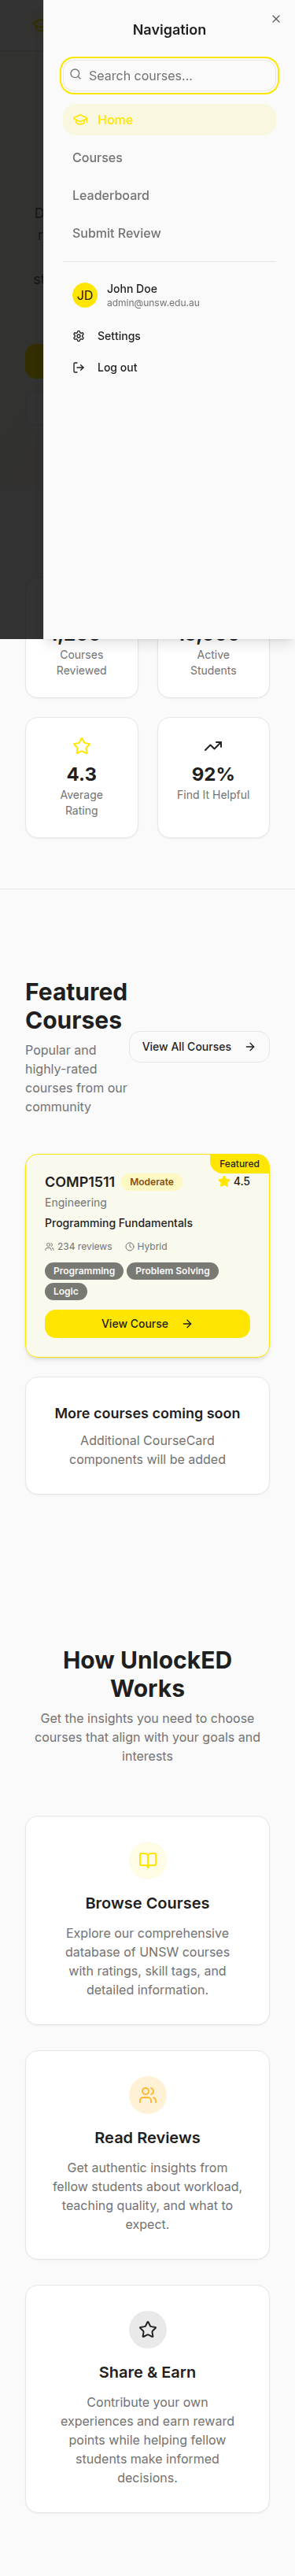 Navigation
Search courses...
Home
Courses
Leaderboard
Submit Review
JD
John Doe
admin@unsw.edu.au
Settings
Log out
Courses
Reviewed
Active
Students
4.3
Average
Rating
92%
Find It Helpful
Featured
Courses
Popular and
highly-rated
courses from our
community
View All Courses
Featured
COMP1511
Moderate
4.5
Engineering
Programming Fundamentals
234 reviews
Hybrid
Programming
Problem Solving
Logic
View Course
More courses coming soon
Additional CourseCard
components will be added
How UnlockED
Works
Get the insights you need to choose
courses that align with your goals and
interests
Browse Courses
Explore our comprehensive
database of UNSW courses
with ratings, skill tags, and
detailed information.
Read Reviews
Get authentic insights from
fellow students about workload,
teaching quality, and what to
expect.
Share & Earn
Contribute your own
experiences and earn reward
points while helping fellow
students make informed
decisions.